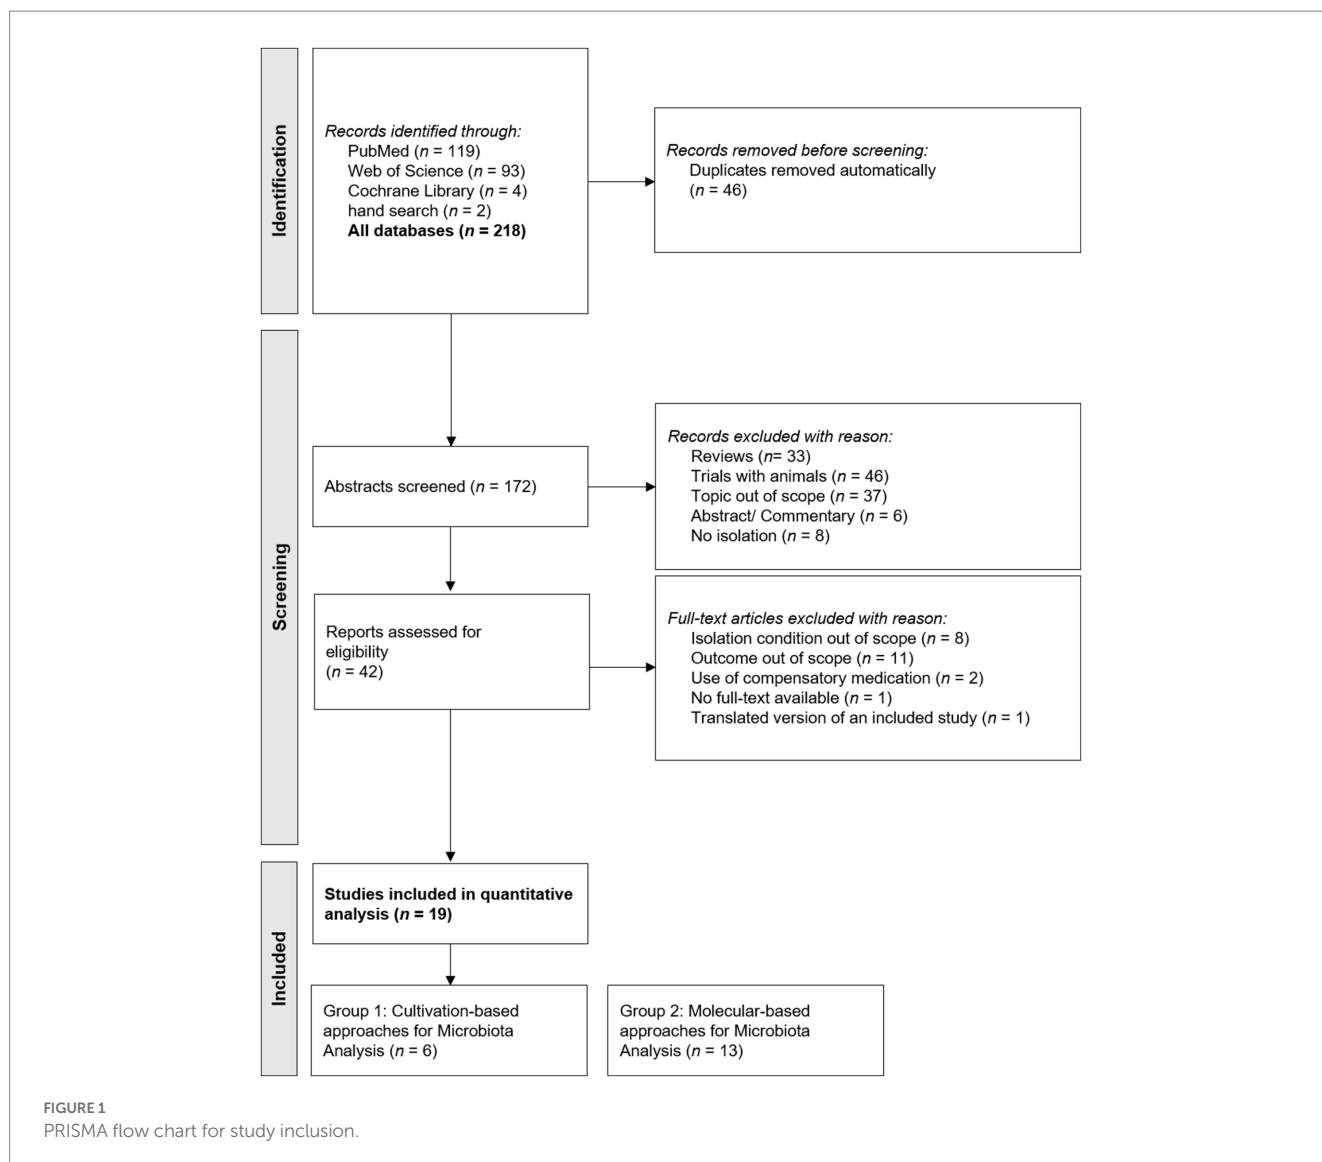 Identification
Records identified through:
PubMed (n = 119)
Web of Science (n = 93)
Cochrane Library (n = 4)
hand search (n = 2)
All databases (n = 218)
Records removed before screening:
Duplicates removed automatically
(n = 46)
Screening
Abstracts screened (n = 172)
Records excluded with reason:
Reviews (n= 33)
Trials with animals (n = 46)
Topic out of scope (n = 37)
Abstract/ Commentary (n = 6)
No isolation (n = 8)
Reports assessed for
eligibility
(n = 42)
Full-text articles excluded with reason:
Isolation condition out of scope (n = 8)
Outcome out of scope (n = 11)
Use of compensatory medication (n = 2)
No full-text available (n = 1)
Translated version of an included study (n = 1)
Included
Studies included in quantitative
analysis (n = 19)
Group 1: Cultivation-based
approaches for Microbiota
Analysis (n = 6)
Group 2: Molecular-based
approaches for Microbiota
Analysis (n = 13)
FIGURE 1
PRISMA flow chart for study inclusion.